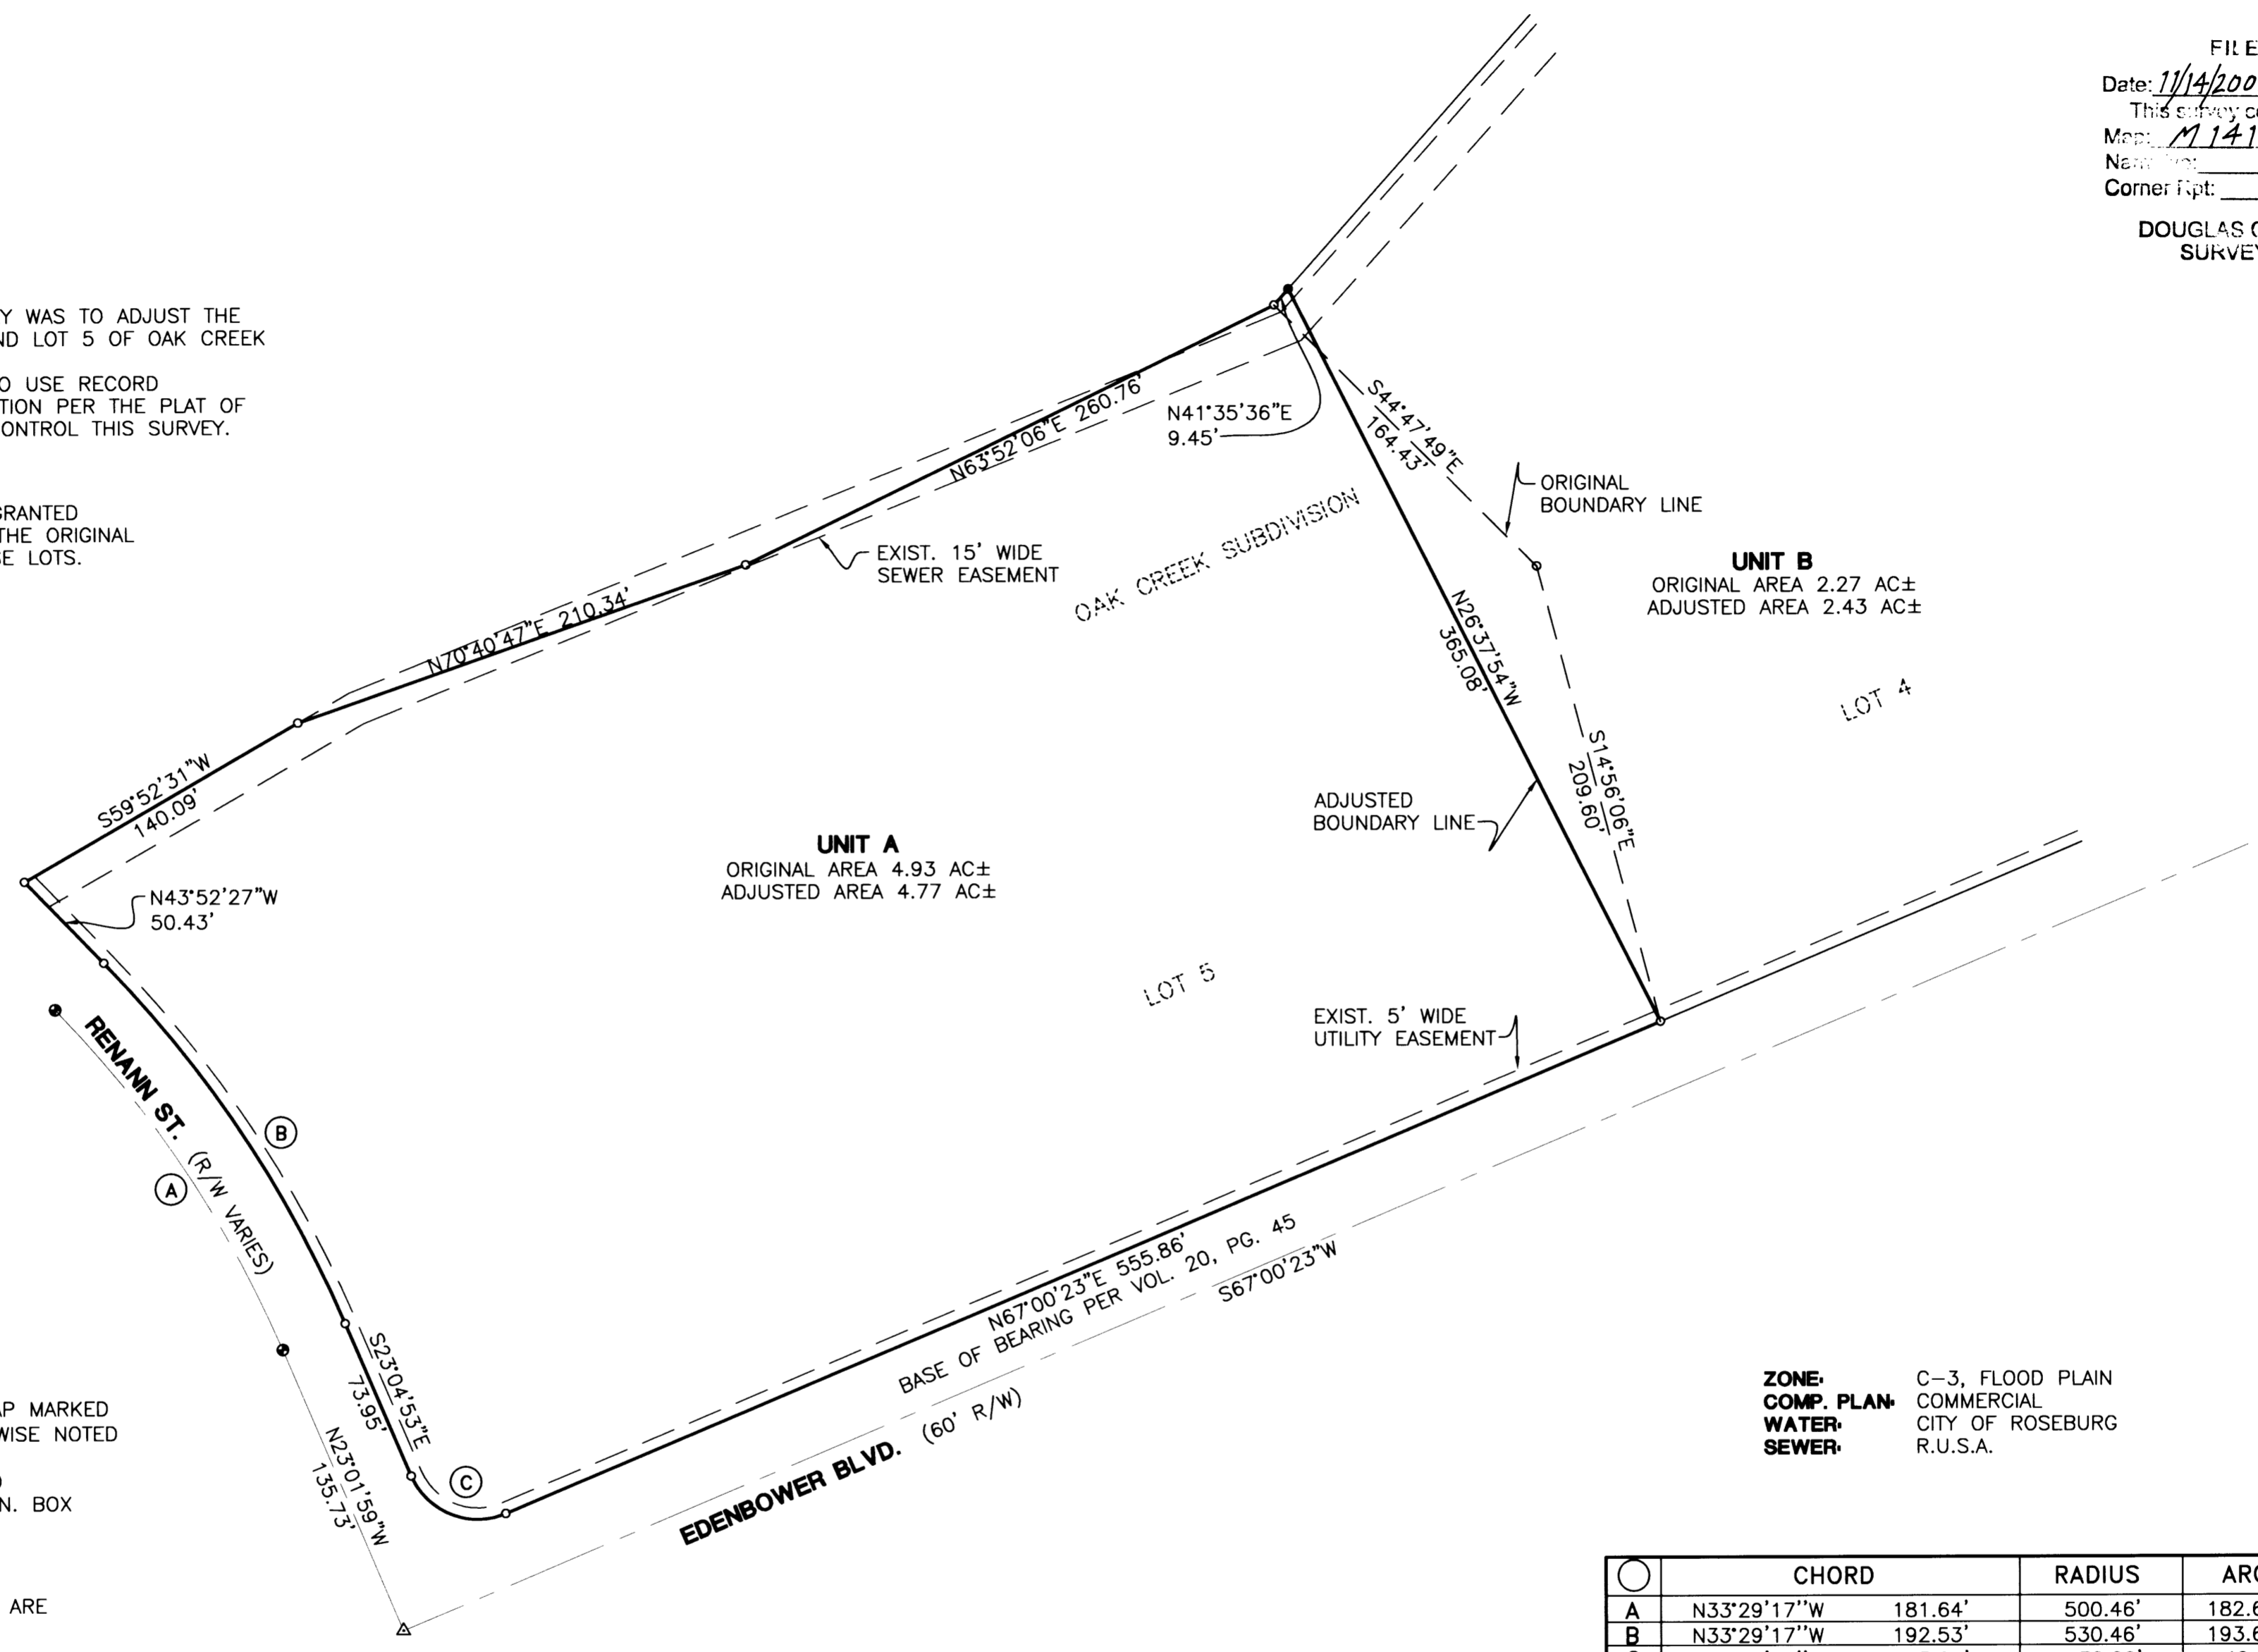 FILE
Date: 11/14/200
This survey co
Map: M 141
Corner Rpt:
DOUGLAS C
SURVEY
Y WAS TO ADJUST THE
ND LOT 5 OF OAK CREEK
O USE RECORD
TION PER THE PLAT OF
ONTROL THIS SURVEY.
GRANTED
THE ORIGINAL
SE LOTS.
N41°35'36"E
9.45'
N63°52'06"E 260.76'
S44°47'49"E
164.43'
ORIGINAL
BOUNDARY LINE
OAK CREEK SUBDIVISION
EXIST. 15' WIDE
SEWER EASEMENT
UNIT B
ORIGINAL AREA 2.27 AC±
ADJUSTED AREA 2.43 AC±
N70°40'47"E 210.34'
N26°37'54"W
365.08'
LOT 4
S14°56'06"E
209.60'
S59°52'31"W
140.09'
ADJUSTED
BOUNDARY LINE
UNIT A
ORIGINAL AREA 4.93 AC±
ADJUSTED AREA 4.77 AC±
N43°52'27"W
50.43'
LOT 5
EXIST. 5' WIDE
UTILITY EASEMENT
RENANN ST. (R/W VARIES)
B
A
N67°00'23"E 555.86'
BASE OF BEARING PER VOL. 20, PG. 45
S67°00'23"W
S23°04'53"E
73.95'
N23°01'59"W
135.73'
C
EDENBOWER BLVD. (60' R/W)
AP MARKED
WISE NOTED
N. BOX
ARE
ZONE: C-3, FLOOD PLAIN
COMP. PLAN: COMMERCIAL
WATER: CITY OF ROSEBURG
SEWER: R.U.S.A.
CHORD RADIUS ARC
A N33°29'17"W 181.64' 500.46' 182.6
B N33°29'17"W 192.53' 530.46' 193.6